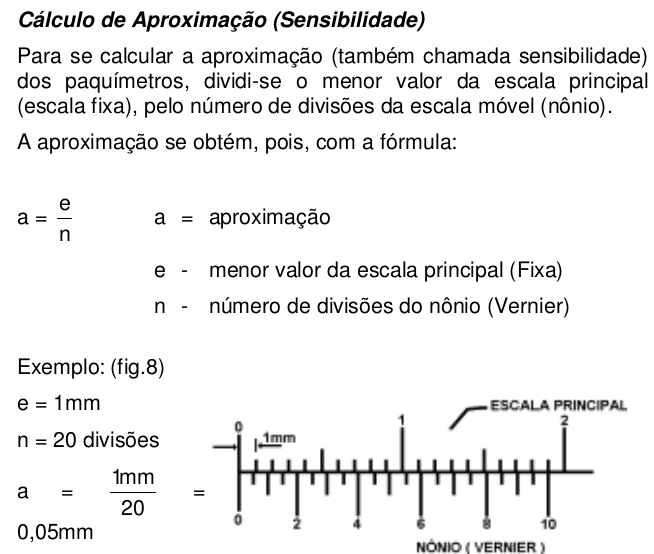 Cálculo de Aproximação (Sensibilidade)
Para se calcular a aproximação (também chamada sensibilidade)
dos paquímetros, dividi-se o menor valor da escala principal
(escala fixa), pelo número de divisões da escala móvel (nônio).
A aproximação se obtém, pois, com a fórmula:
a = e/n a = aproximação
e - menor valor da escala principal (Fixa)
n - número de divisões do nônio (Vernier)
Exemplo: (fig.8)
e = 1mm
n = 20 divisões
a = 1mm/20 =
0,05mm
ESCALA PRINCIPAL
0 1 2
1mm
0 2 4 6 8 10
NÔNIO ( VERNIER )